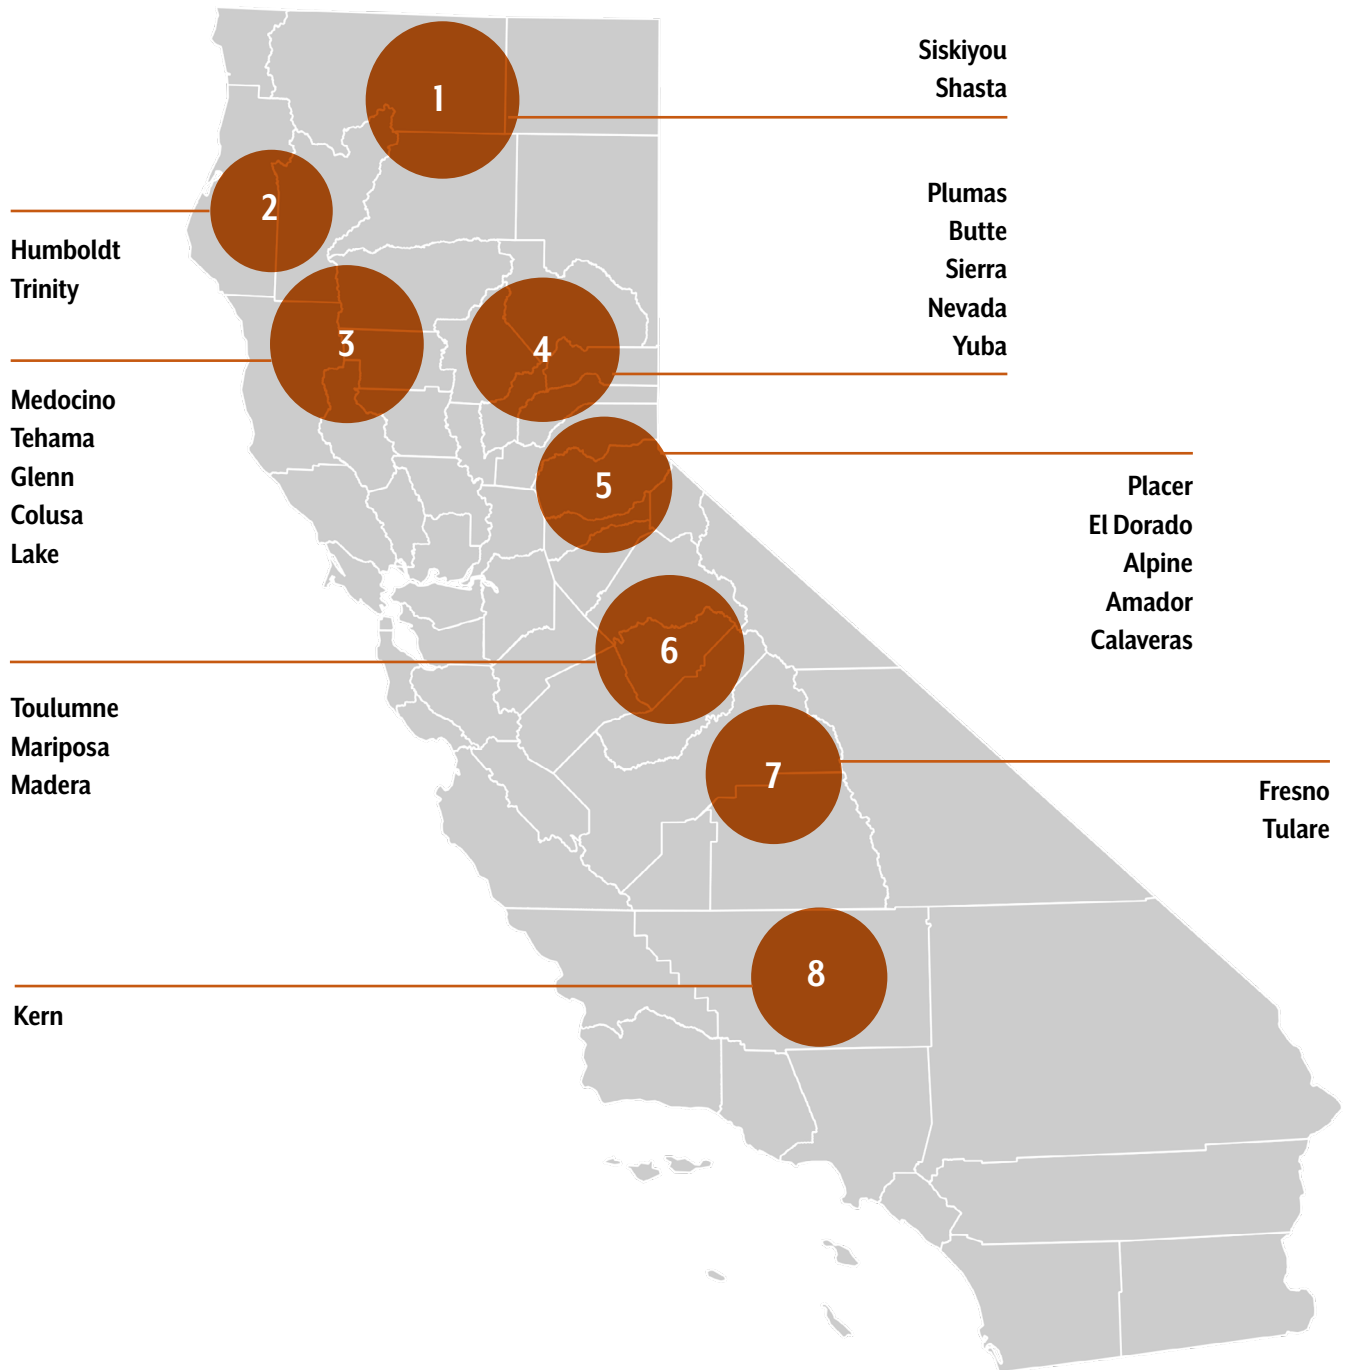 1
Siskiyou
Shasta
2
Humboldt
Trinity
3
Medocino
Tehama
Glenn
Colusa
Lake
4
Plumas
Butte
Sierra
Nevada
Yuba
5
Placer
El Dorado
Alpine
Amador
Calaveras
6
Toulumne
Mariposa
Madera
7
Fresno
Tulare
8
Kern